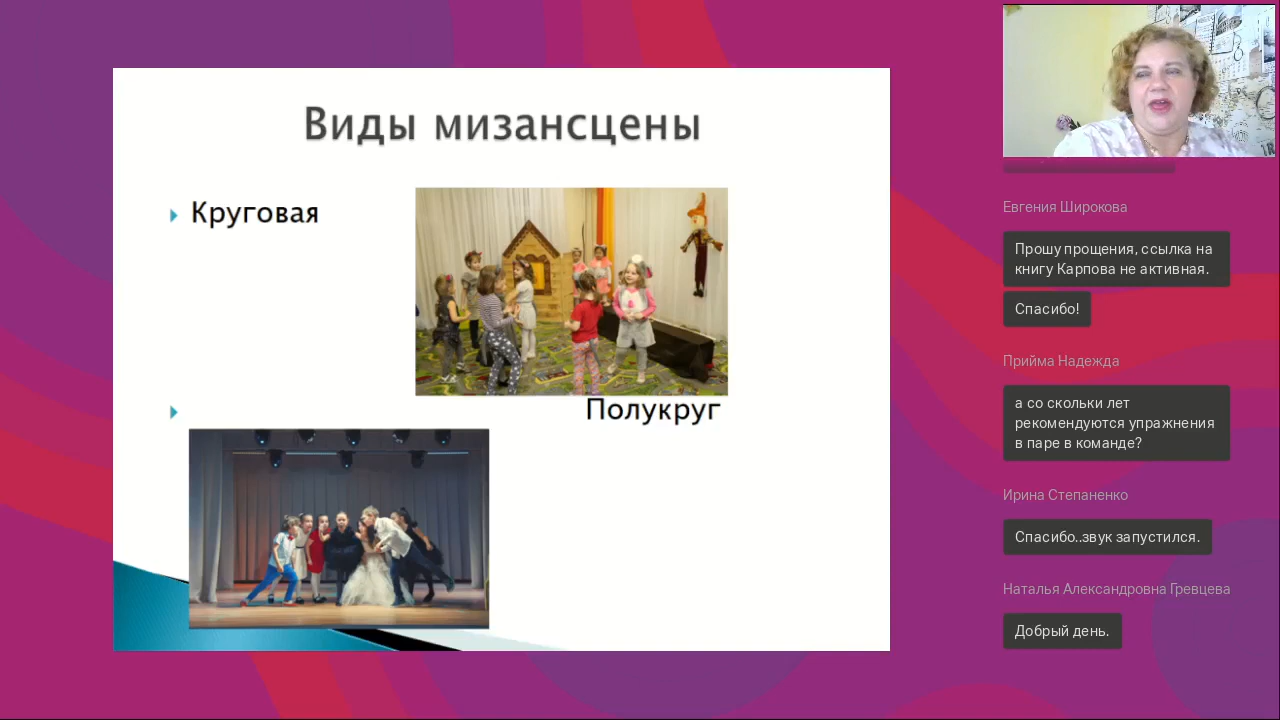 Виды мизансцены
Круговая
Полукруг
Евгения Широкова
Прошу прощения, ссылка на
книгу Карпова не активная.
Спасибо!
Прийма Надежда
а со скольки лет
рекомендуются упражнения
в паре в команде?
Ирина Степаненко
Спасибо..звук запустился.
Наталья Александровна Гревцева
Добрый день.